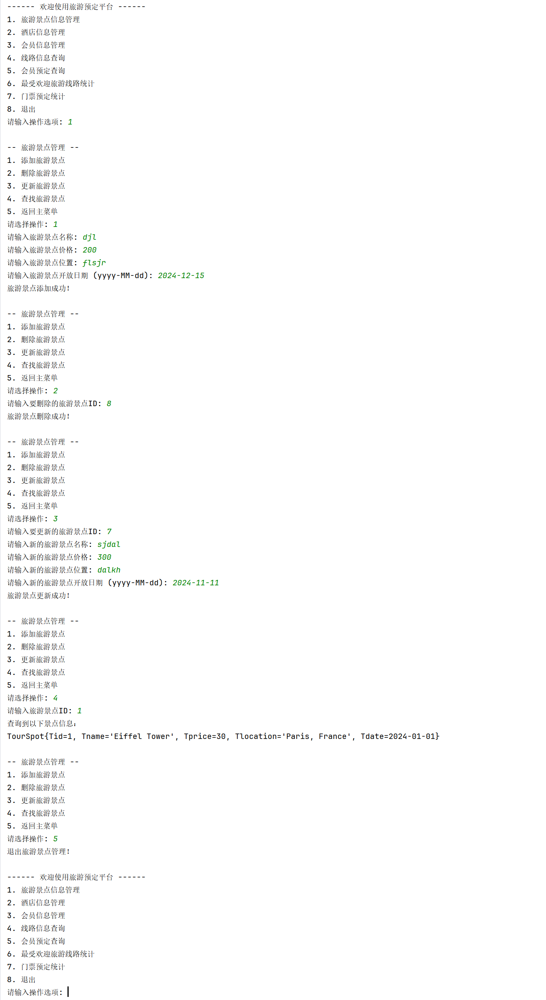 ------ 欢迎使用旅游预定平台 ------
1. 旅游景点信息管理
2. 酒店信息管理
3. 会员信息管理
4. 线路信息查询
5. 会员预定查询
6. 最受欢迎旅游线路统计
7. 门票预定统计
8. 退出
请输入操作选项: 1
-- 旅游景点管理 --
1. 添加旅游景点
2. 删除旅游景点
3. 更新旅游景点
4. 查找旅游景点
5. 返回主菜单
请选择操作: 1
请输入旅游景点名称: djl
请输入旅游景点价格: 200
请输入旅游景点位置: flsjr
请输入旅游景点开放日期 (yyyy-MM-dd): 2024-12-15
旅游景点添加成功!
-- 旅游景点管理 --
1. 添加旅游景点
2. 删除旅游景点
3. 更新旅游景点
4. 查找旅游景点
5. 返回主菜单
请选择操作: 2
请输入要删除的旅游景点ID: 8
旅游景点删除成功!
-- 旅游景点管理 --
1. 添加旅游景点
2. 删除旅游景点
3. 更新旅游景点
4. 查找旅游景点
5. 返回主菜单
请选择操作: 3
请输入要更新的旅游景点ID: 7
请输入新的旅游景点名称: sjdal
请输入新的旅游景点价格: 300
请输入新的旅游景点位置: dalkh
请输入新的旅游景点开放日期 (yyyy-MM-dd): 2024-11-11
旅游景点更新成功!
-- 旅游景点管理 --
1. 添加旅游景点
2. 删除旅游景点
3. 更新旅游景点
4. 查找旅游景点
5. 返回主菜单
请选择操作: 4
请输入旅游景点ID: 1
查询到以下景点信息:
TourSpot{Tid=1, Tname='Eiffel Tower', Tprice=30, Tlocation='Paris, France', Tdate=2024-01-01}
-- 旅游景点管理 --
1. 添加旅游景点
2. 删除旅游景点
3. 更新旅游景点
4. 查找旅游景点
5. 返回主菜单
请选择操作: 5
退出旅游景点管理!
------ 欢迎使用旅游预定平台 ------
1. 旅游景点信息管理
2. 酒店信息管理
3. 会员信息管理
4. 线路信息查询
5. 会员预定查询
6. 最受欢迎旅游线路统计
7. 门票预定统计
8. 退出
请输入操作选项: